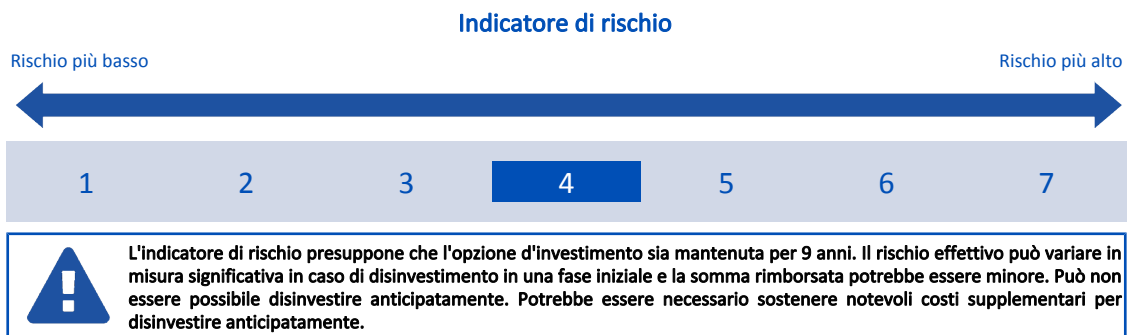 Indicatore di rischio
Rischio più basso
Rischio più alto
1 2 3 4 5 6 7
L'indicatore di rischio presuppone che l'opzione d'investimento sia mantenuta per 9 anni. Il rischio effettivo può variare in
misura significativa in caso di disinvestimento in una fase iniziale e la somma rimborsata potrebbe essere minore. Può non
essere possibile disinvestire anticipatamente. Potrebbe essere necessario sostenere notevoli costi supplementari per
disinvestire anticipatamente.